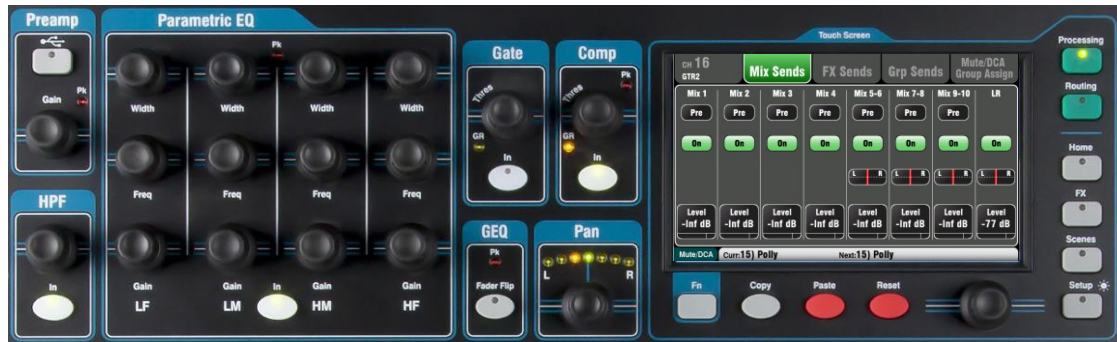 Preamp
Gain
Pk
HPF
In
Parametric EQ
Pk
Width Width Width Width
Freq Freq Freq Freq
Gain Gain In Gain Gain
LF LM HM HF
Gate
Thres
GR
In
Comp
Pk
Thres
GR
In
GEQ
Pk
Fader Flip
Pan
L R
Touch Screen
CH 16
GTR2
Mix Sends
FX Sends
Grp Sends
Mute/DCA
Group Assign
Mix 1 Mix 2 Mix 3 Mix 4 Mix 5-6 Mix 7-8 Mix 9-10 LR
Pre Pre Pre Pre Pre Pre Pre
On On On On On On On On
L R L R L R L R
Level Level Level Level Level Level Level Level
-Inf dB -Inf dB -Inf dB -Inf dB -Inf dB -Inf dB -Inf dB -77 dB
Mute/DCA Curr:15) Polly Next:15) Polly
Fn Copy Paste Reset
Processing
Routing
Home
FX
Scenes
Setup